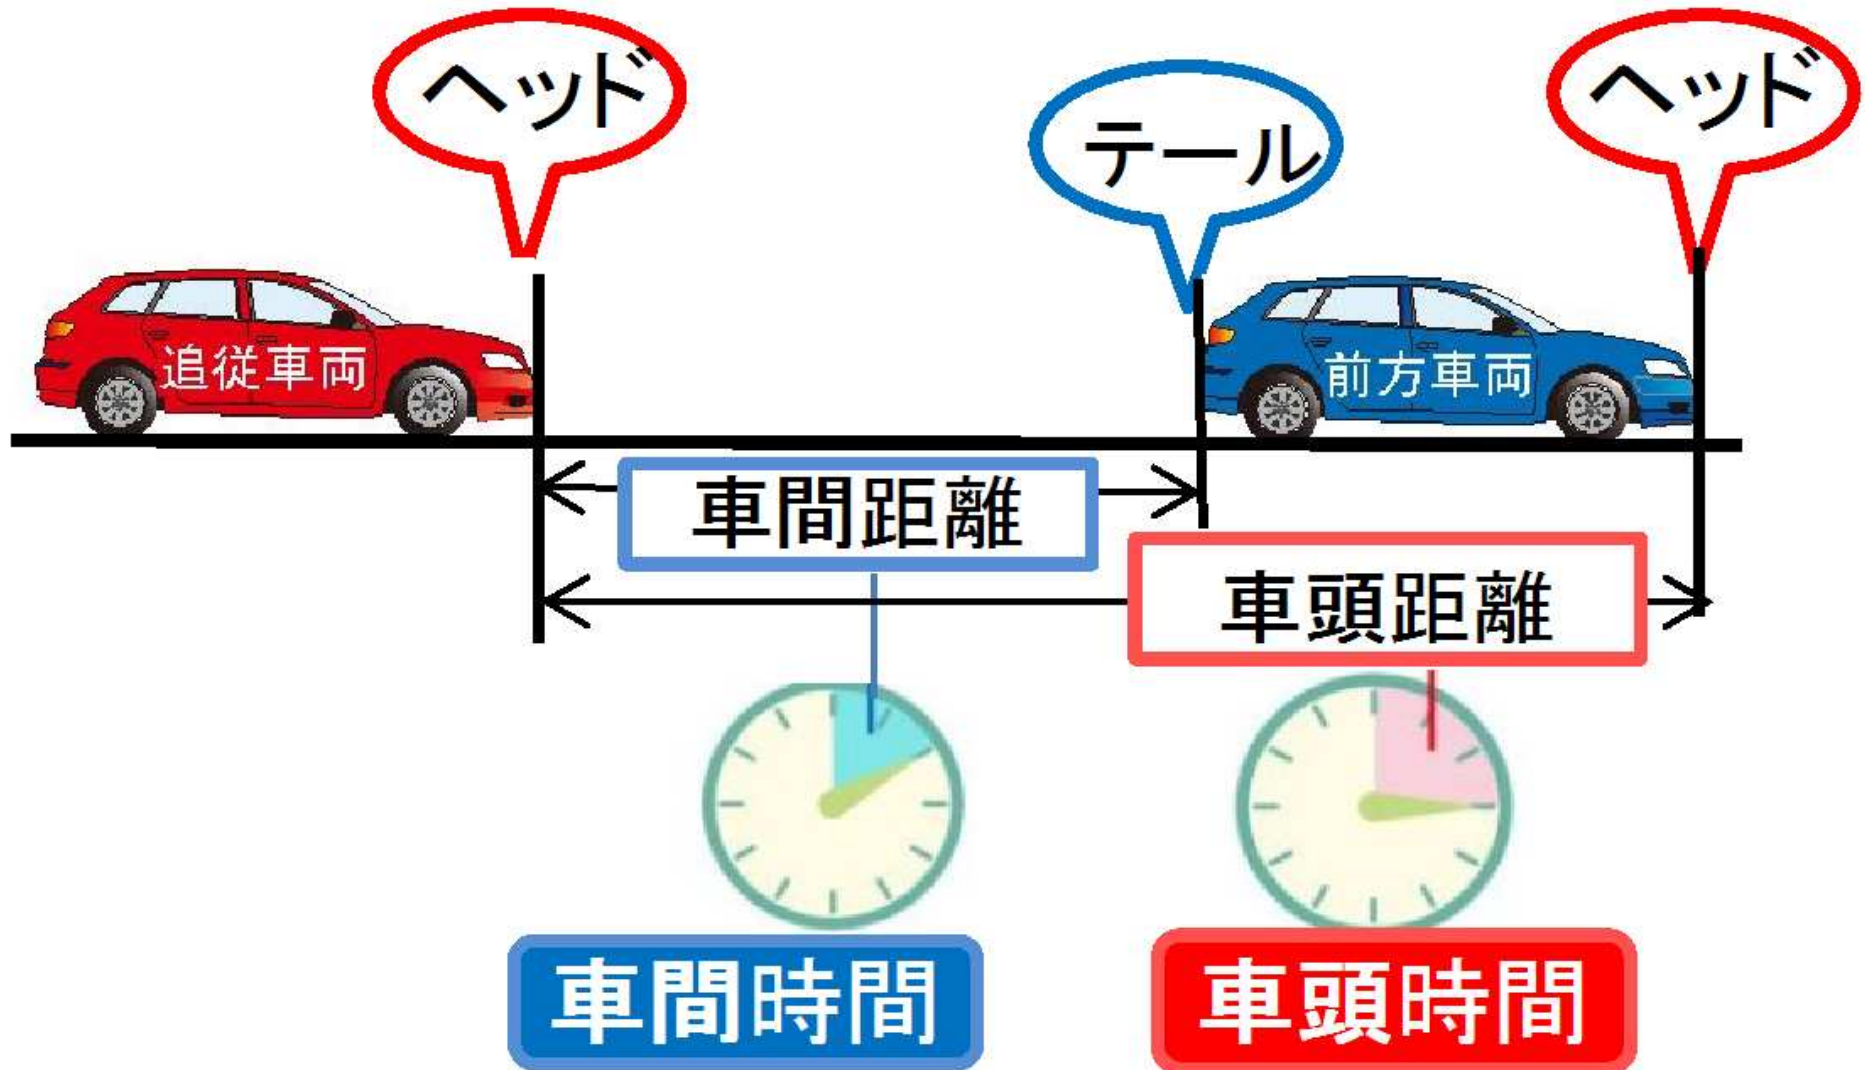 ヘッド
テール
ヘッド
追従車両
前方車両
車間距離
車頭距離
車間時間
車頭時間